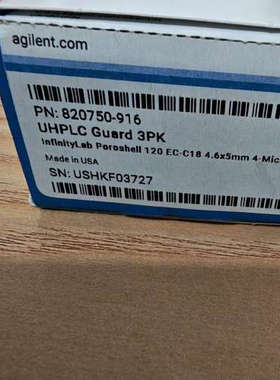 agilent.com
PN: 820750-916
UHPLC Guard 3PK
InfinityLab Poroshell 120 EC-C18 4.6x5mm 4-Mic
Made in USA
SN: USHKF03727